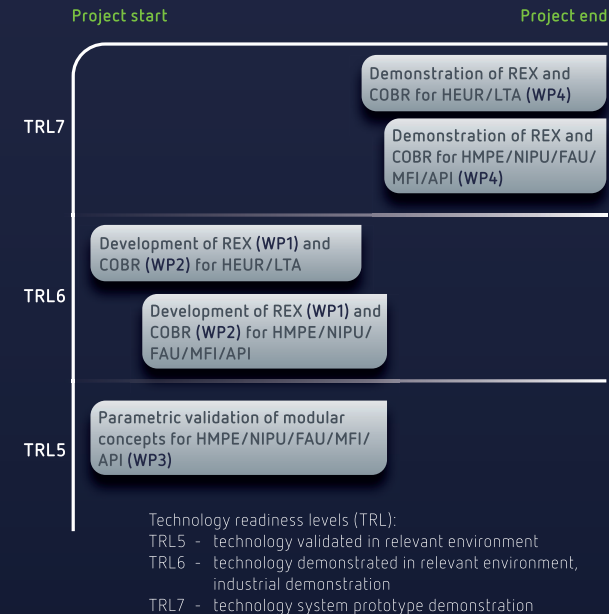 Project start
Project end
TRL7
Demonstration of REX and
COBR for HEUR/LTA (WP4)
Demonstration of REX and
COBR for HMPE/NIPU/FAU/
MFI/API (WP4)
TRL6
Development of REX (WP1) and
COBR (WP2) for HEUR/LTA
Development of REX (WP1) and
COBR (WP2) for HMPE/NIPU/
FAU/MFI/API
TRL5
Parametric validation of modular
concepts for HMPE/NIPU/FAU/MFI/
API (WP3)
Technology readiness levels (TRL):
TRL5 - technology validated in relevant environment
TRL6 - technology demonstrated in relevant environment,
industrial demonstration
TRL7 - technology system prototype demonstration